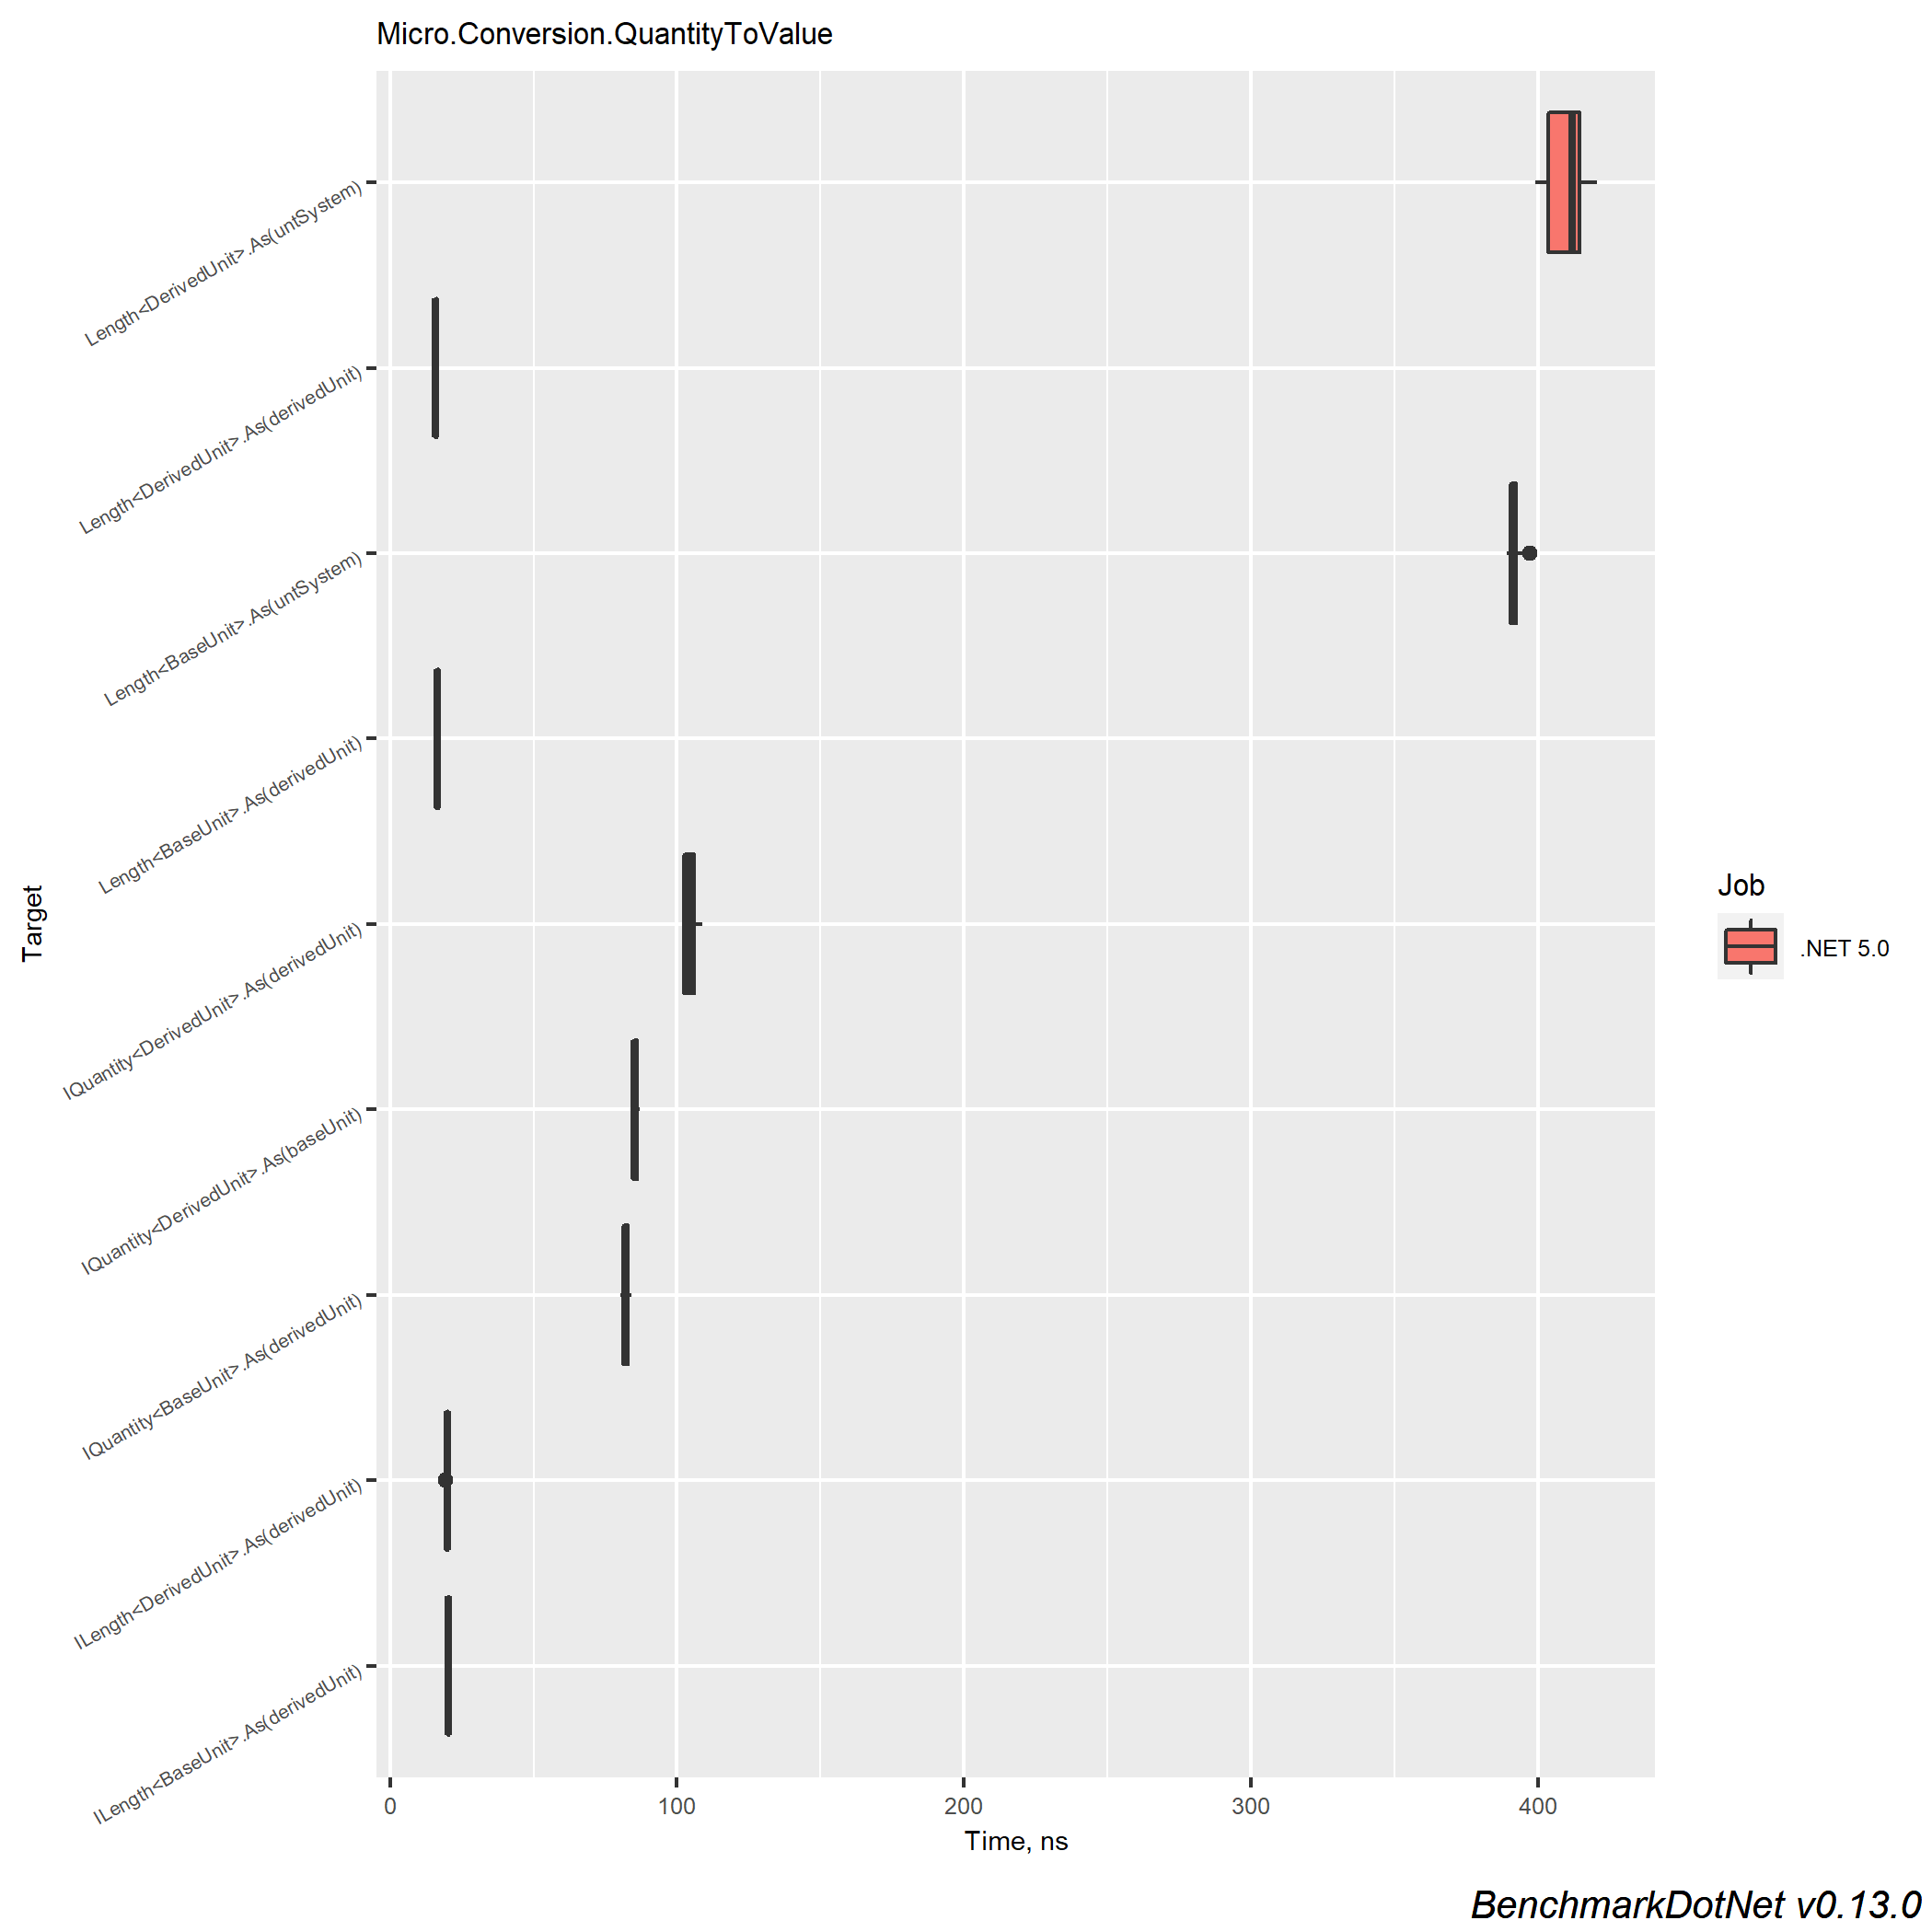 Micro.Conversion.QuantityToValue
Length<DerivedUnit>.As(untSystem)
Length<DerivedUnit>.As(derivedUnit)
Length<BaseUnit>.As(untSystem)
Length<BaseUnit>.As(derivedUnit)
IQuantity<DerivedUnit>.As(derivedUnit)
IQuantity<DerivedUnit>.As(baseUnit)
IQuantity<BaseUnit>.As(derivedUnit)
ILength<DerivedUnit>.As(derivedUnit)
ILength<BaseUnit>.As(derivedUnit)
Target
0 100 200 300 400
Time, ns
Job
.NET 5.0
BenchmarkDotNet v0.13.0